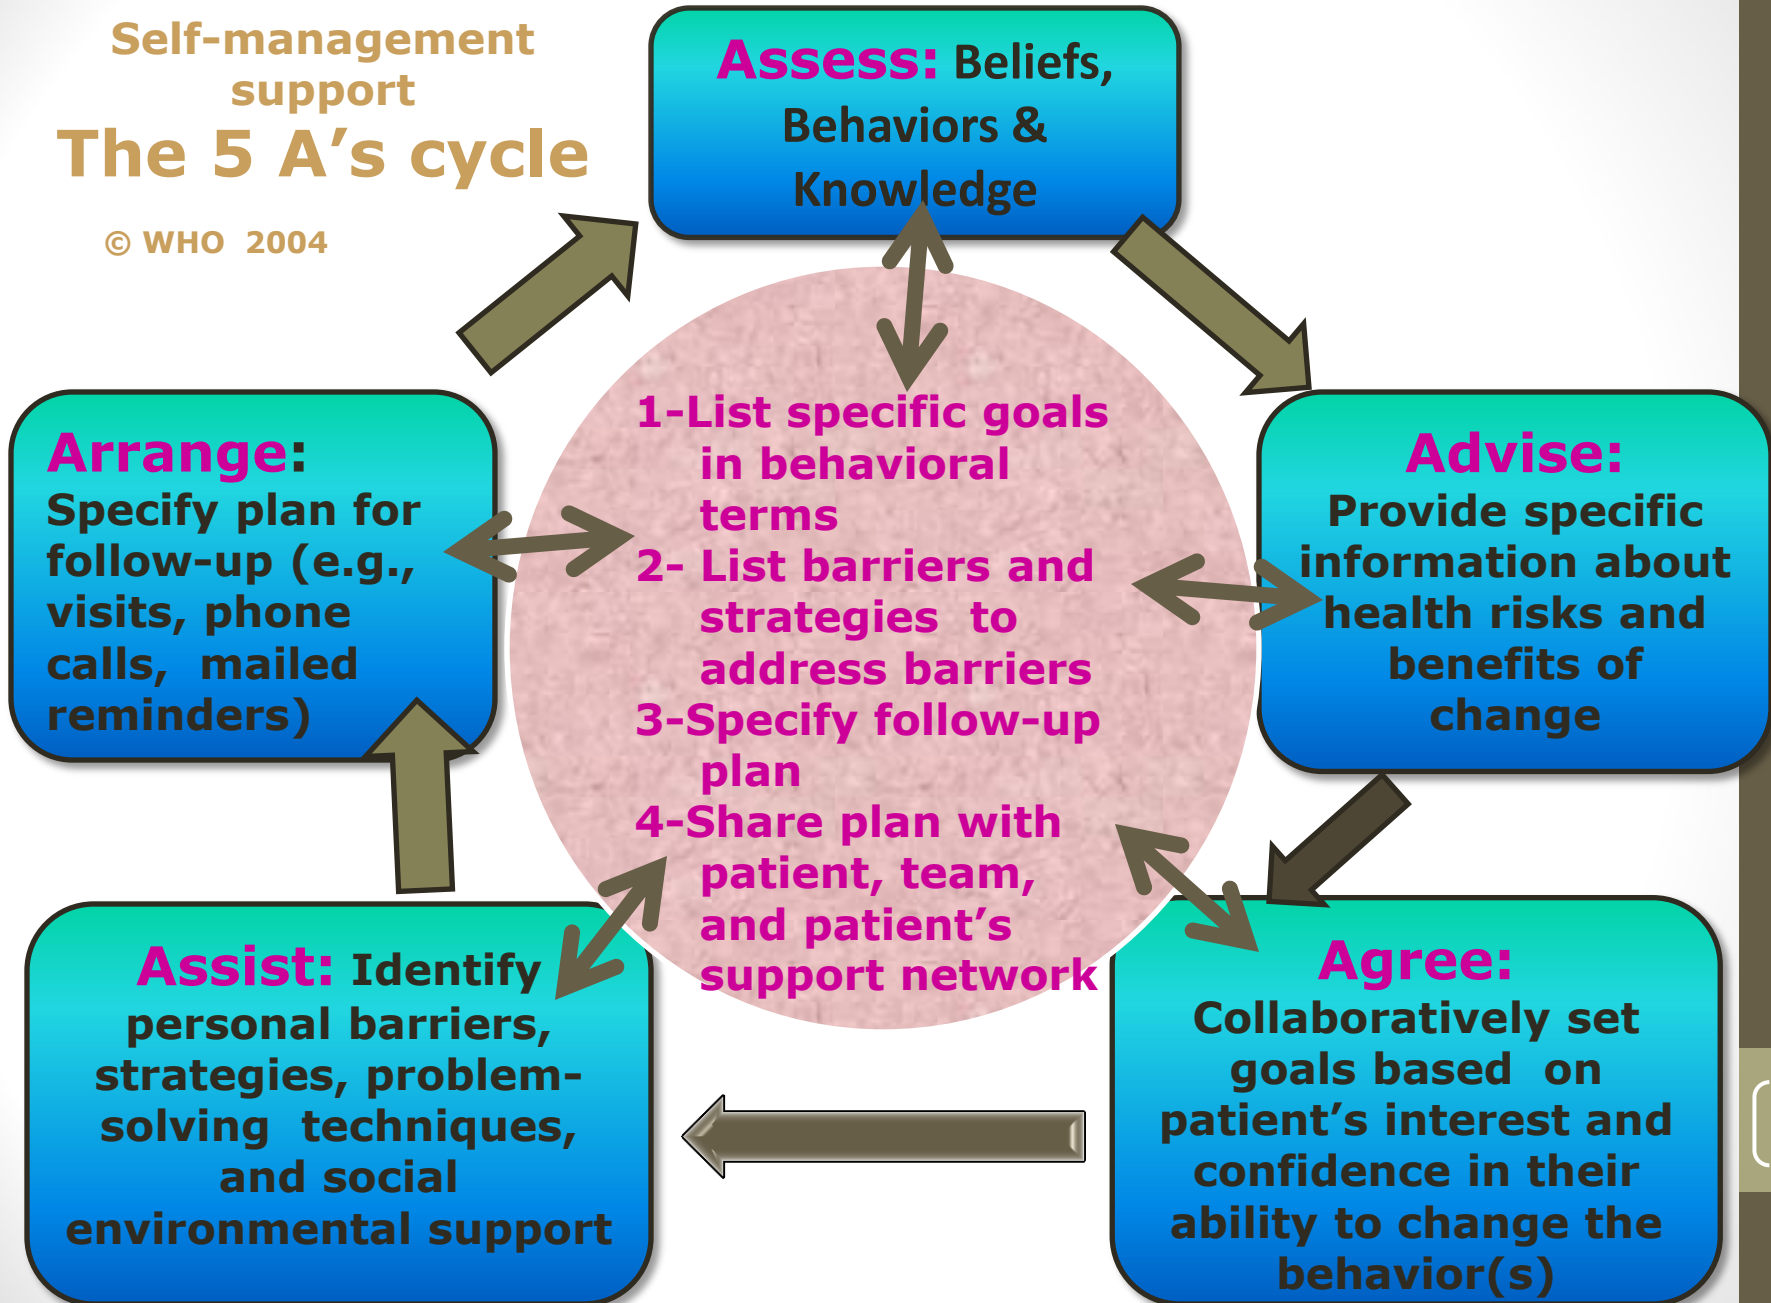 Self-management
support
The 5 A’s cycle
© WHO 2004
Assess: Beliefs,
Behaviors &
Knowledge
Advise:
Provide specific
information about
health risks and
benefits of
change
Agree:
Collaboratively set
goals based on
patient’s interest and
confidence in their
ability to change the
behavior(s)
Assist: Identify
personal barriers,
strategies, problem-
solving techniques,
and social
environmental support
Arrange:
Specify plan for
follow-up (e.g.,
visits, phone
calls, mailed
reminders)
1-List specific goals
in behavioral
terms
2- List barriers and
strategies to
address barriers
3-Specify follow-up
plan
4-Share plan with
patient, team,
and patient’s
support network